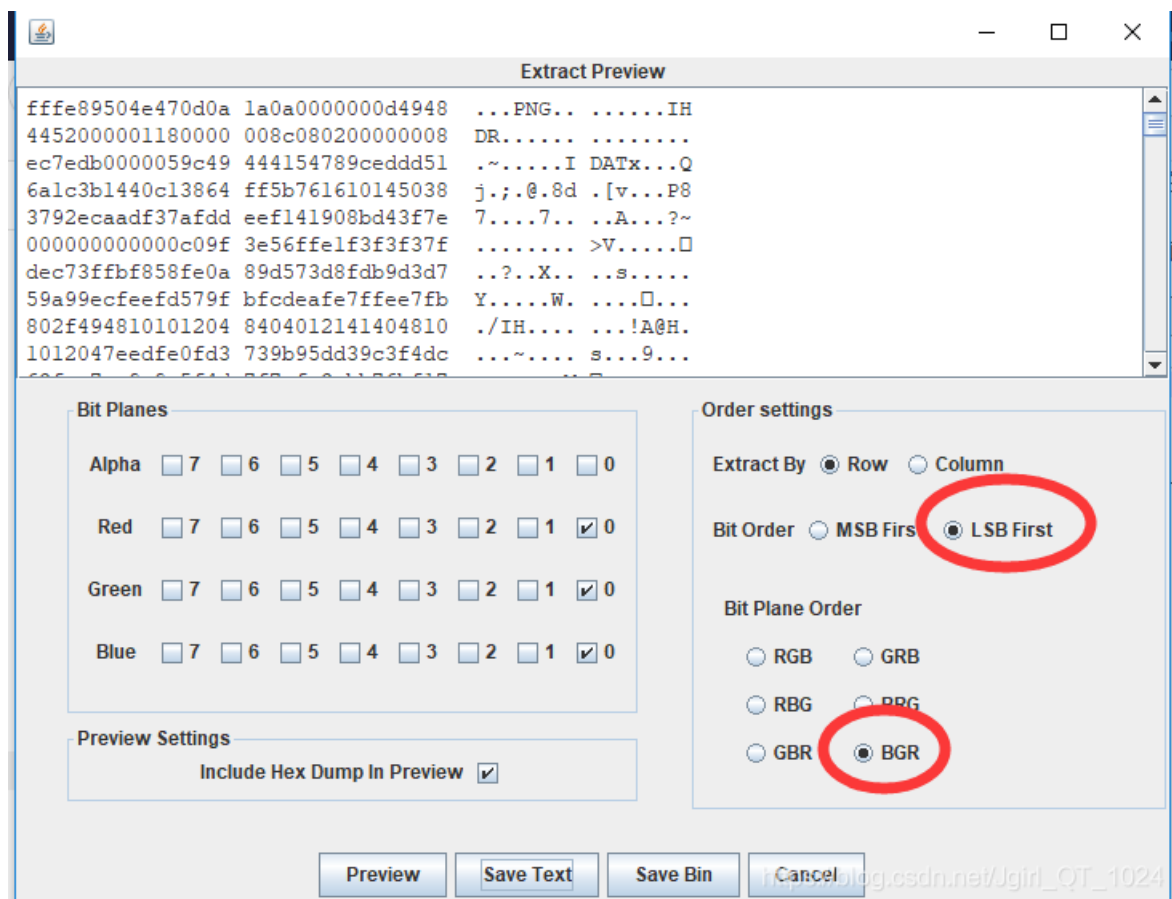 Extract Preview
fffe89504e470d0a 1a0a0000000d4948 ...PNG.. ......IH
4452000001180000 008c080200000008 DR...... ........
ec7edb0000059c49 444154789ceddd51 .~.....I DATx...Q
6a1c3b1440c13864 ff5b761610145038 j.;.@.8d .[v...P8
3792ecaadf37afdd eef141908bd43f7e 7....7.. ..A...?~
000000000000c09f 3e56ffe1f3f3f37f ........ >V.....□
dec73ffbf858fe0a 89d573d8fdb9d3d7 ..?..X.. ..s.....
59a99ecfeefd579f bfcdeafe7ffee7fb Y.....W. ....□...
802f494810101204 8404012141404810 ./IH.... ...!A@H.
1012047eedfe0fd3 739b95dd39c3f4dc ...~.... s...9...
Bit Planes
Order settings
Alpha 7 6 5 4 3 2 1 0
Extract By Row Column
Red 7 6 5 4 3 2 1 0
Bit Order MSB Firs LSB First
Green 7 6 5 4 3 2 1 0
Bit Plane Order
Blue 7 6 5 4 3 2 1 0
RGB GRB
RBG BRG
Preview Settings
GBR BGR
Include Hex Dump In Preview
Preview Save Text Save Bin Cancel
https://blog.csdn.net/Jgirl_QT_1024